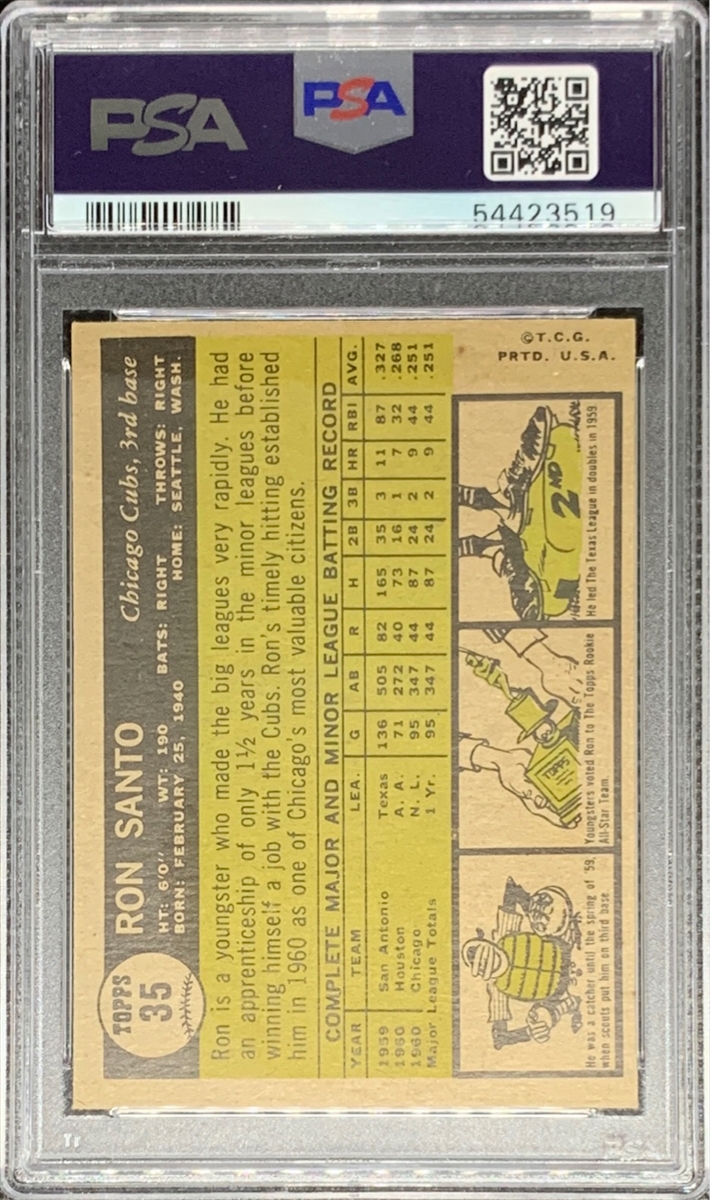 PSA
PSA
54423519
TOPPS
35
RON SANTO
Chicago Cubs, 3rd base
HT: 6'0" WT: 190 BATS: RIGHT THROWS: RIGHT
BORN: FEBRUARY 25, 1940 HOME: SEATTLE, WASH.
Ron is a youngster who made the big leagues very rapidly. He had
an apprenticeship of only 1½ years in the minor leagues before
winning himself a job with the Cubs. Ron's timely hitting established
him in 1960 as one of Chicago's most valuable citizens.
COMPLETE MAJOR AND MINOR LEAGUE BATTING RECORD
YEAR TEAM LEA. G AB R H 2B 3B HR RBI AVG.
1959 San Antonio Texas 136 505 82 165 35 3 11 87 .327
1960 Houston A. A. 71 272 40 73 16 1 7 32 .268
1960 Chicago N. L. 95 347 44 87 24 2 9 44 .251
Major League Totals 1 Yr. 95 347 44 87 24 2 9 44 .251
He was a catcher until the spring of '59,
when scouts put him on third base
TOPPS
Youngsters voted Ron to The Topps Rookie
All-Star Team.
2ND
He led The Texas League in doubles in 1959
©T.C.G.
PRTD. U.S.A.